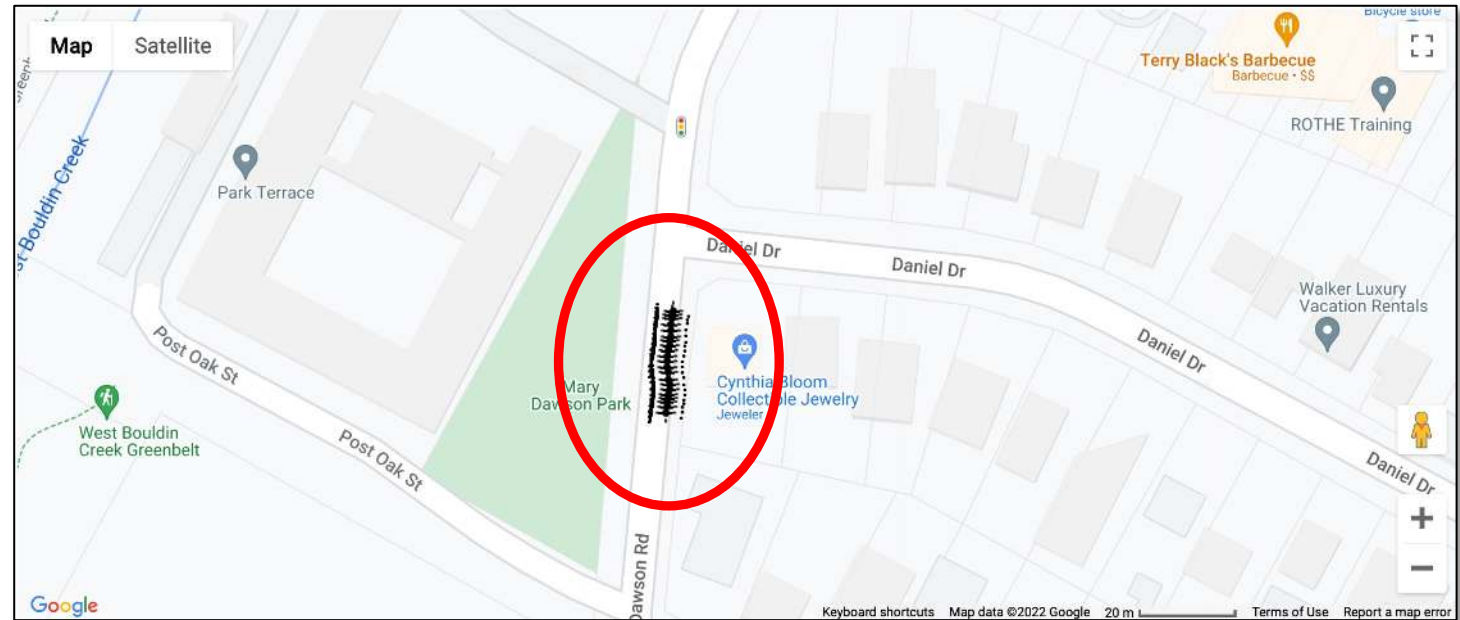 Map Satellite
Bicycle store
Terry Black's Barbecue
Barbecue • $$
ROTHE Training
West Bouldin Creek
Park Terrace
Daniel Dr
Daniel Dr
Walker Luxury
Vacation Rentals
Daniel Dr
Post Oak St
Mary
Dawson Park
Cynthia Bloom
Collectible Jewelry
Jeweler
West Bouldin
Creek Greenbelt
Post Oak St
Daniel Dr
Dawson Rd
Google
Keyboard shortcuts Map data ©2022 Google 20 m Terms of Use Report a map error